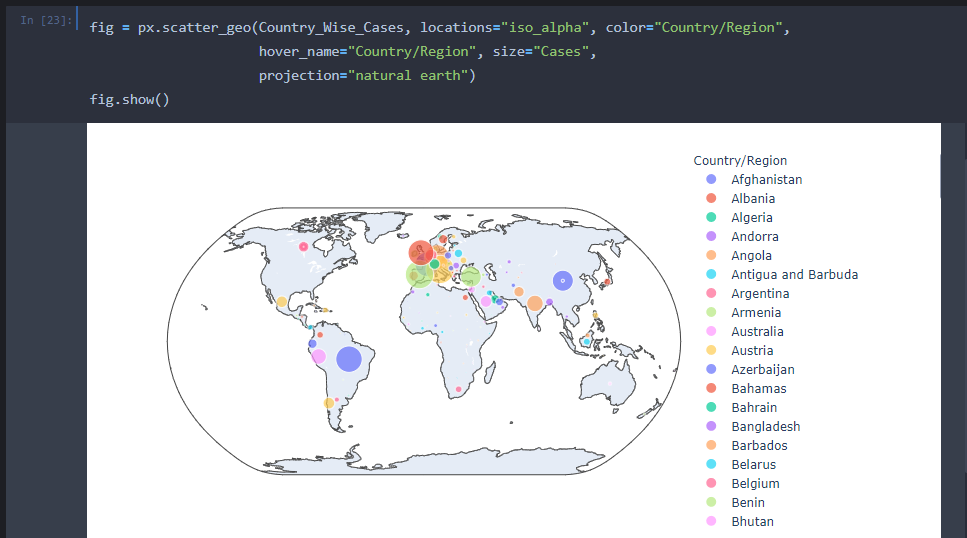 In [23]:
fig = px.scatter_geo(Country_Wise_Cases, locations="iso_alpha", color="Country/Region",
hover_name="Country/Region", size="Cases",
projection="natural earth")
fig.show()
Country/Region
Afghanistan
Albania
Algeria
Andorra
Angola
Antigua and Barbuda
Argentina
Armenia
Australia
Austria
Azerbaijan
Bahamas
Bahrain
Bangladesh
Barbados
Belarus
Belgium
Benin
Bhutan